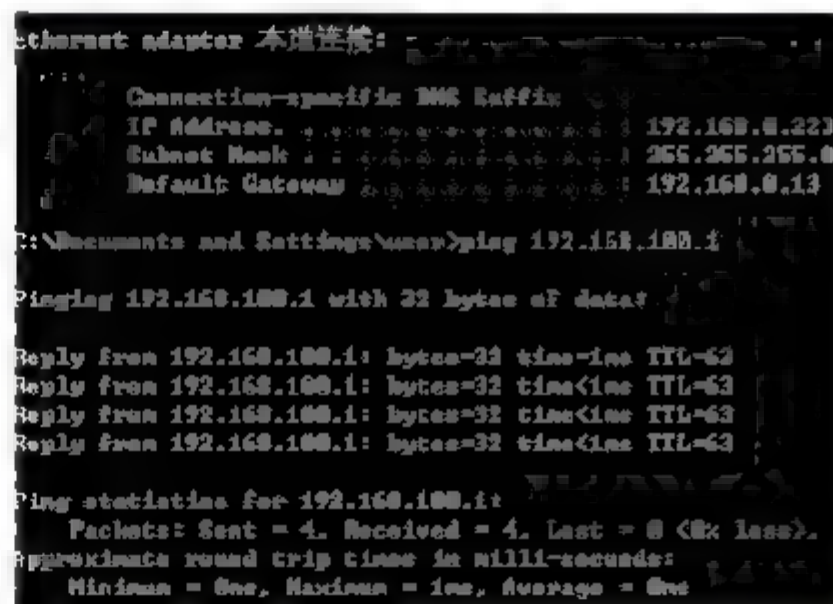 Ethernet adapter 本地连接:
Connection-specific DNS Suffix
IP Address. . . . . . . . . . . . : 192.168.0.221
Subnet Mask . . . . . . . . . . . : 255.255.255.0
Default Gateway . . . . . . . . . : 192.168.0.13
C:\Documents and Settings\user>ping 192.168.100.1
Pinging 192.168.100.1 with 32 bytes of data:
Reply from 192.168.100.1: bytes=32 time=1ms TTL=63
Reply from 192.168.100.1: bytes=32 time<1ms TTL=63
Reply from 192.168.100.1: bytes=32 time<1ms TTL=63
Reply from 192.168.100.1: bytes=32 time<1ms TTL=63
Ping statistics for 192.168.100.1:
Packets: Sent = 4, Received = 4, Lost = 0 <0% loss>,
Approximate round trip times in milli-seconds:
Minimum = 0ms, Maximum = 1ms, Average = 0ms